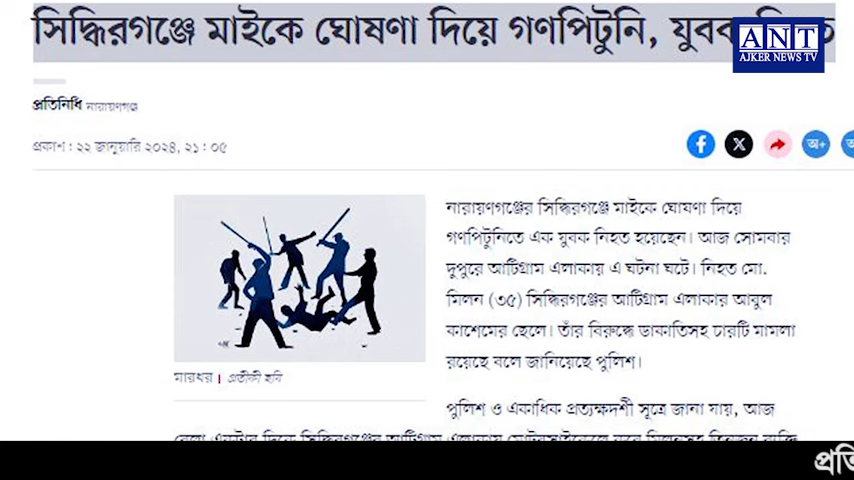 সিদ্ধিরগঞ্জে মাইকে ঘোষণা দিয়ে গণপিটুনি, যুবক
ANT
AJKER NEWS TV
প্রতিনিধি নারায়ণগঞ্জ
প্রকাশ: ২২ জানুয়ারি ২০২৪, ২১: ০৫
অ+
নারায়ণগঞ্জের সিদ্ধিরগঞ্জে মাইকে ঘোষণা দিয়ে
গণপিটুনিতে এক যুবক নিহত হয়েছেন। আজ সোমবার
দুপুরে আটিগ্রাম এলাকায় এ ঘটনা ঘটে। নিহত মো.
মিলন (৩৫) সিদ্ধিরগঞ্জের আটিগ্রাম এলাকার আবুল
কাশেমের ছেলে। তাঁর বিরুদ্ধে ডাকাতিসহ চারটি মামলা
রয়েছে বলে জানিয়েছে পুলিশ।
মারধর । প্রতীকী ছবি
পুলিশ ও একাধিক প্রত্যক্ষদর্শী সূত্রে জানা যায়, আজ